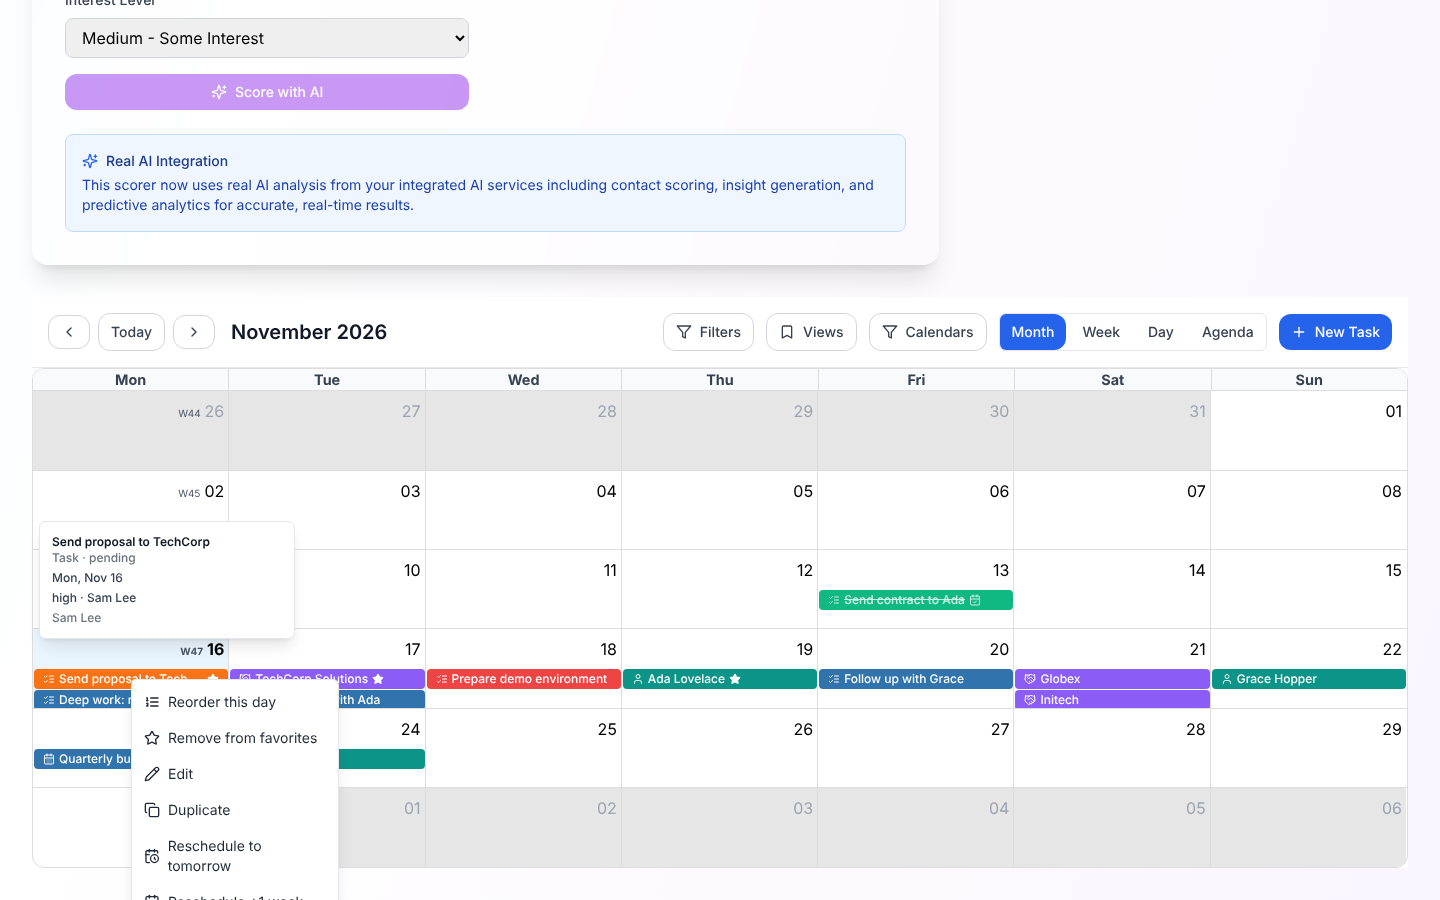 Interest Level
Medium - Some Interest
Score with AI
Real AI Integration
This scorer now uses real AI analysis from your integrated AI services including contact scoring, insight generation, and
predictive analytics for accurate, real-time results.
Today
November 2026
Filters
Views
Calendars
Month
Week
Day
Agenda
New Task
Mon
Tue
Wed
Thu
Fri
Sat
Sun
W44 26
27
28
29
30
31
01
W45 02
03
04
05
06
07
08
Send proposal to TechCorp
Task · pending
Mon, Nov 16
high · Sam Lee
Sam Lee
10
11
12
13
14
15
Send contract to Ada
W47 16
17
18
19
20
21
22
Send proposal to Tech
TechCorp Solutions
Prepare demo environment
Ada Lovelace
Follow up with Grace
Globex
Grace Hopper
Deep work:
with Ada
Initech
24
25
26
27
28
29
Quarterly bu
01
02
03
04
05
06
Reorder this day
Remove from favorites
Edit
Duplicate
Reschedule to
tomorrow
Reschedule +1 week